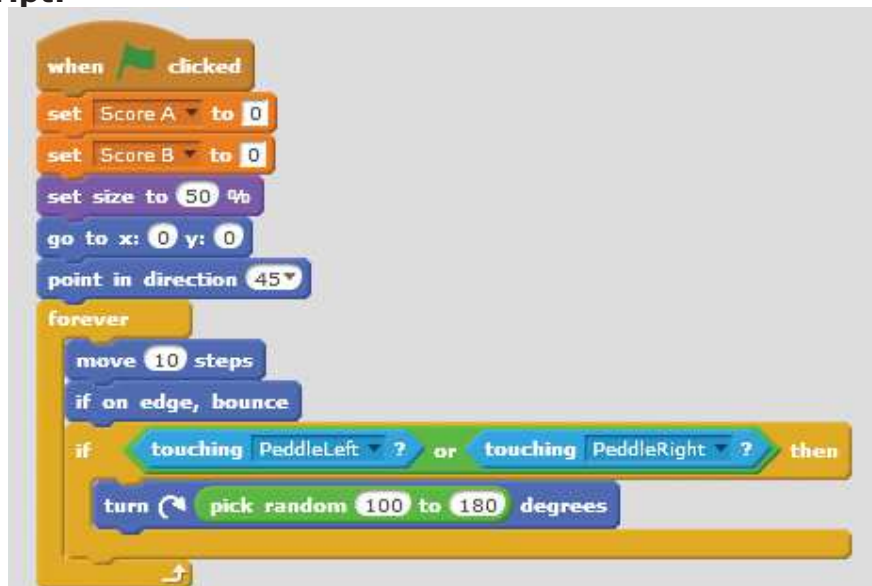 when clicked
set Score A to 0
set Score B to 0
set size to 50 %
go to x: 0 y: 0
point in direction 45
forever
move 10 steps
if on edge, bounce
if touching PeddleLeft ? or touching PeddleRight ? then
turn pick random 100 to 180 degrees